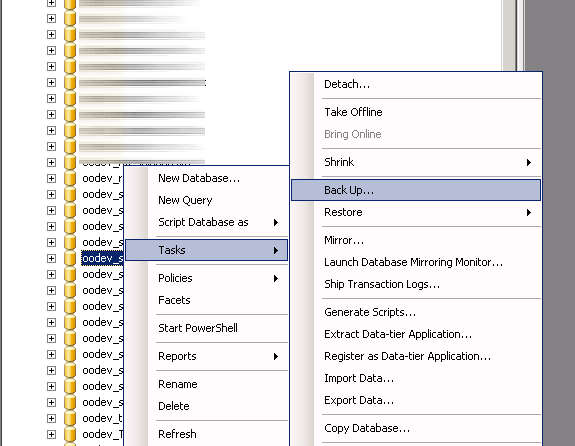 oodev_r
oodev_s
oodev_s
oodev_s
oodev_s
oodev_s
oodev_s
oodev_s
oodev_s
oodev_s
oodev_s
oodev_s
oodev_s
oodev_s
oodev_s
oodev_t
oodev_T
New Database...
New Query
Script Database as
Tasks
Policies
Facets
Start PowerShell
Reports
Rename
Delete
Refresh
Detach...
Take Offline
Bring Online
Shrink
Back Up...
Restore
Mirror...
Launch Database Mirroring Monitor...
Ship Transaction Logs...
Generate Scripts...
Extract Data-tier Application...
Register as Data-tier Application...
Import Data...
Export Data...
Copy Database...